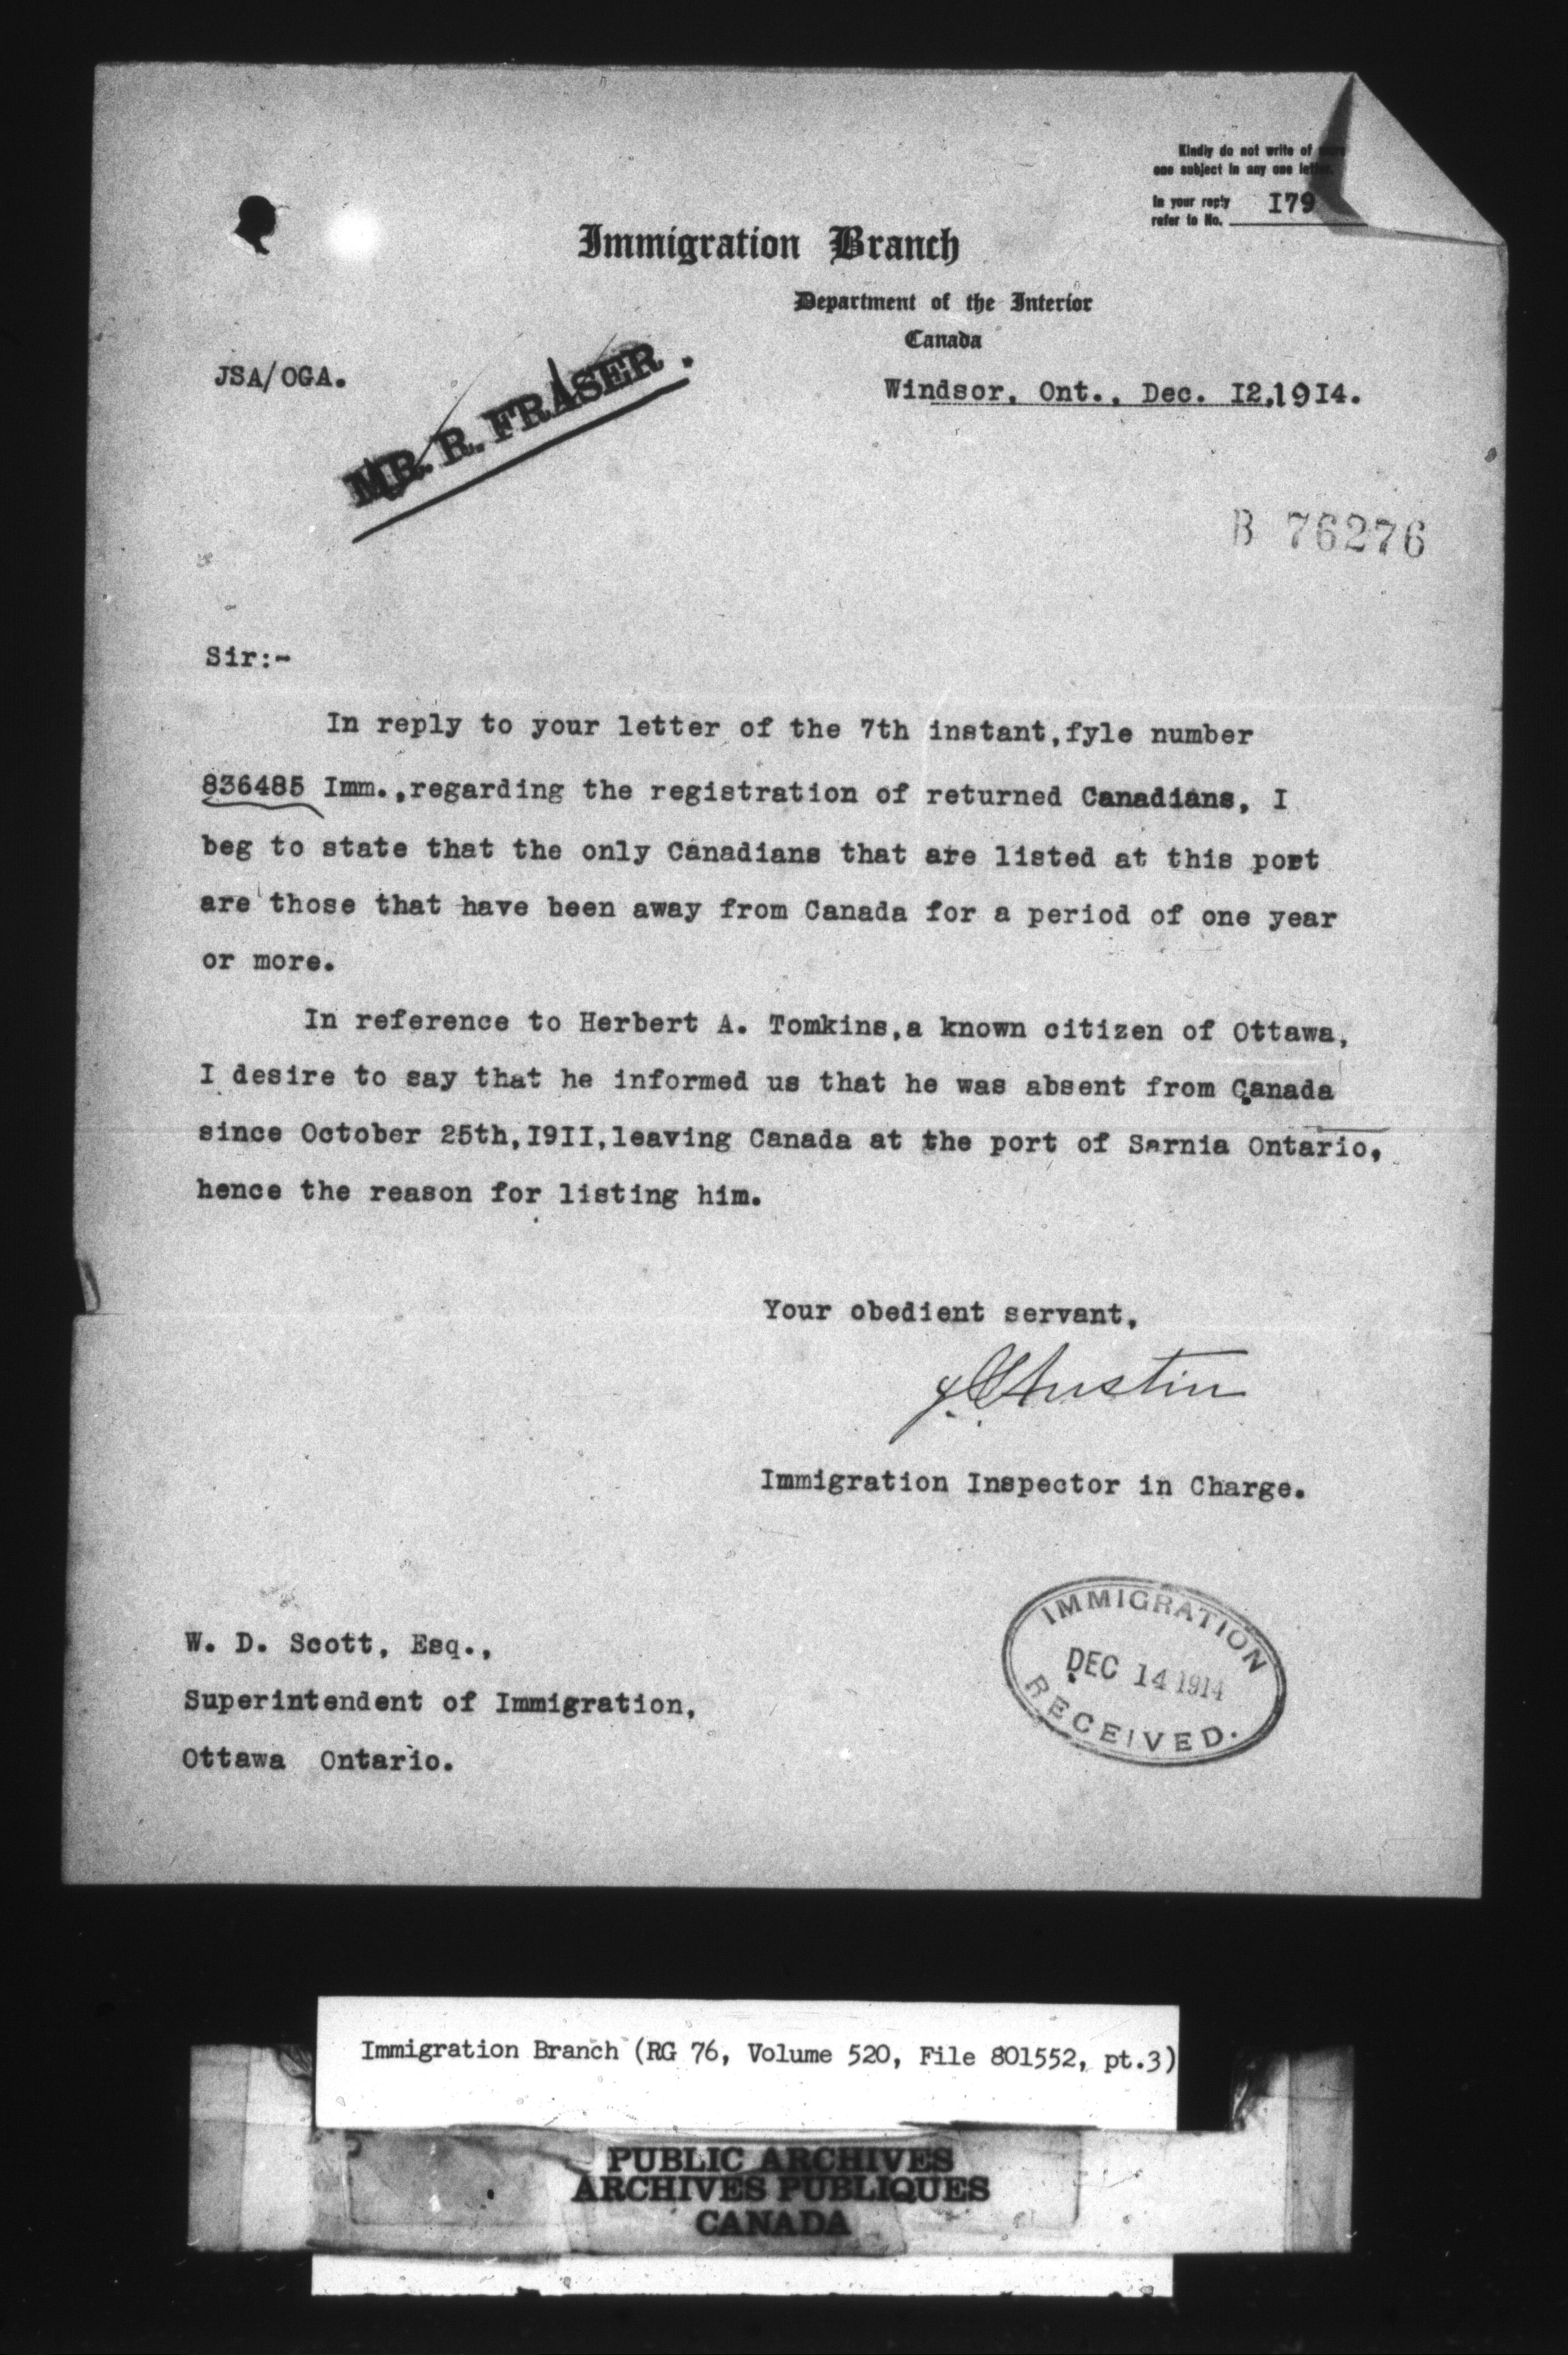 Kindly do not write of more
one subject in any one letter.
In your reply
refer to No. 179
Immigration Branch
Department of the Interior
Canada
JSA/OGA.
MR. R. FRASER.
Windsor, Ont., Dec. I2,19I4.
B 76276
Sir:-
In reply to your letter of the 7th instant,fyle number
836485 Imm.,regarding the registration of returned Canadians, I
beg to state that the only Canadians that are listed at this port
are those that have been away from Canada for a period of one year
or more.
In reference to Herbert A. Tomkins,a known citizen of Ottawa,
I desire to say that he informed us that he was absent from Canada
since October 25th,I9II,leaving Canada at the port of Sarnia Ontario,
hence the reason for listing him.
Your obedient servant,
J.S. Austin
Immigration Inspector in Charge.
W. D. Scott, Esq.,
Superintendent of Immigration,
Ottawa Ontario.
IMMIGRATION
DEC 14 1914
RECEIVED.
Immigration Branch (RG 76, Volume 520, File 801552, pt.3)
PUBLIC ARCHIVES
ARCHIVES PUBLIQUES
CANADA